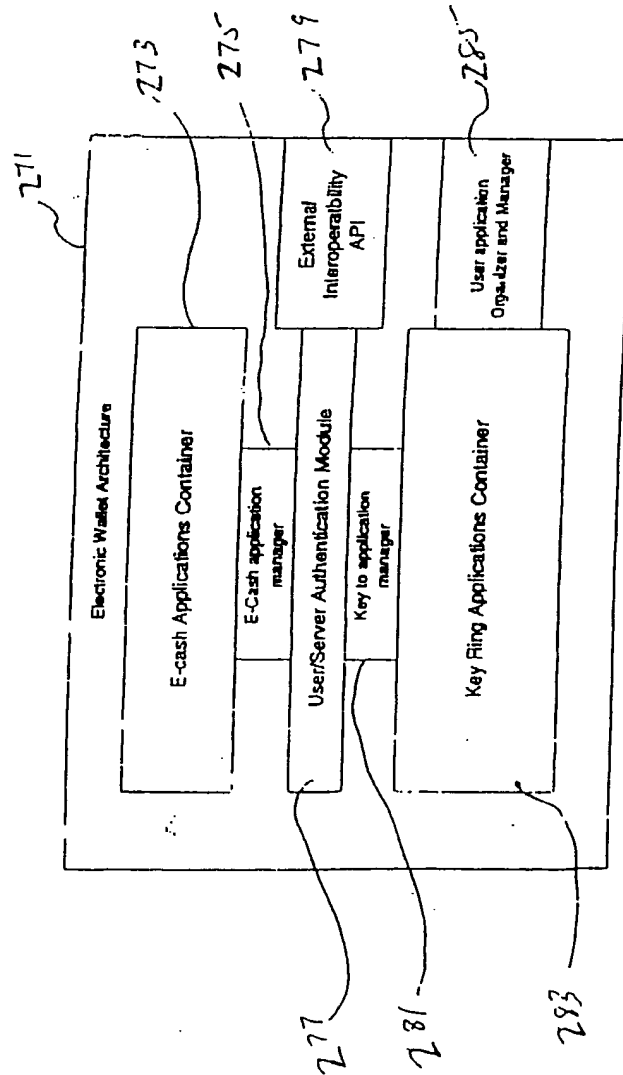 271
273
275
279
285
Electronic Wallet Architecture
E-cash Applications Container
E-Cash application
manager
External
Interoperability
API
User/Server Authentication Module
Key to application
manager
User application
Organizer and Manager
Key Ring Applications Container
277
281
283